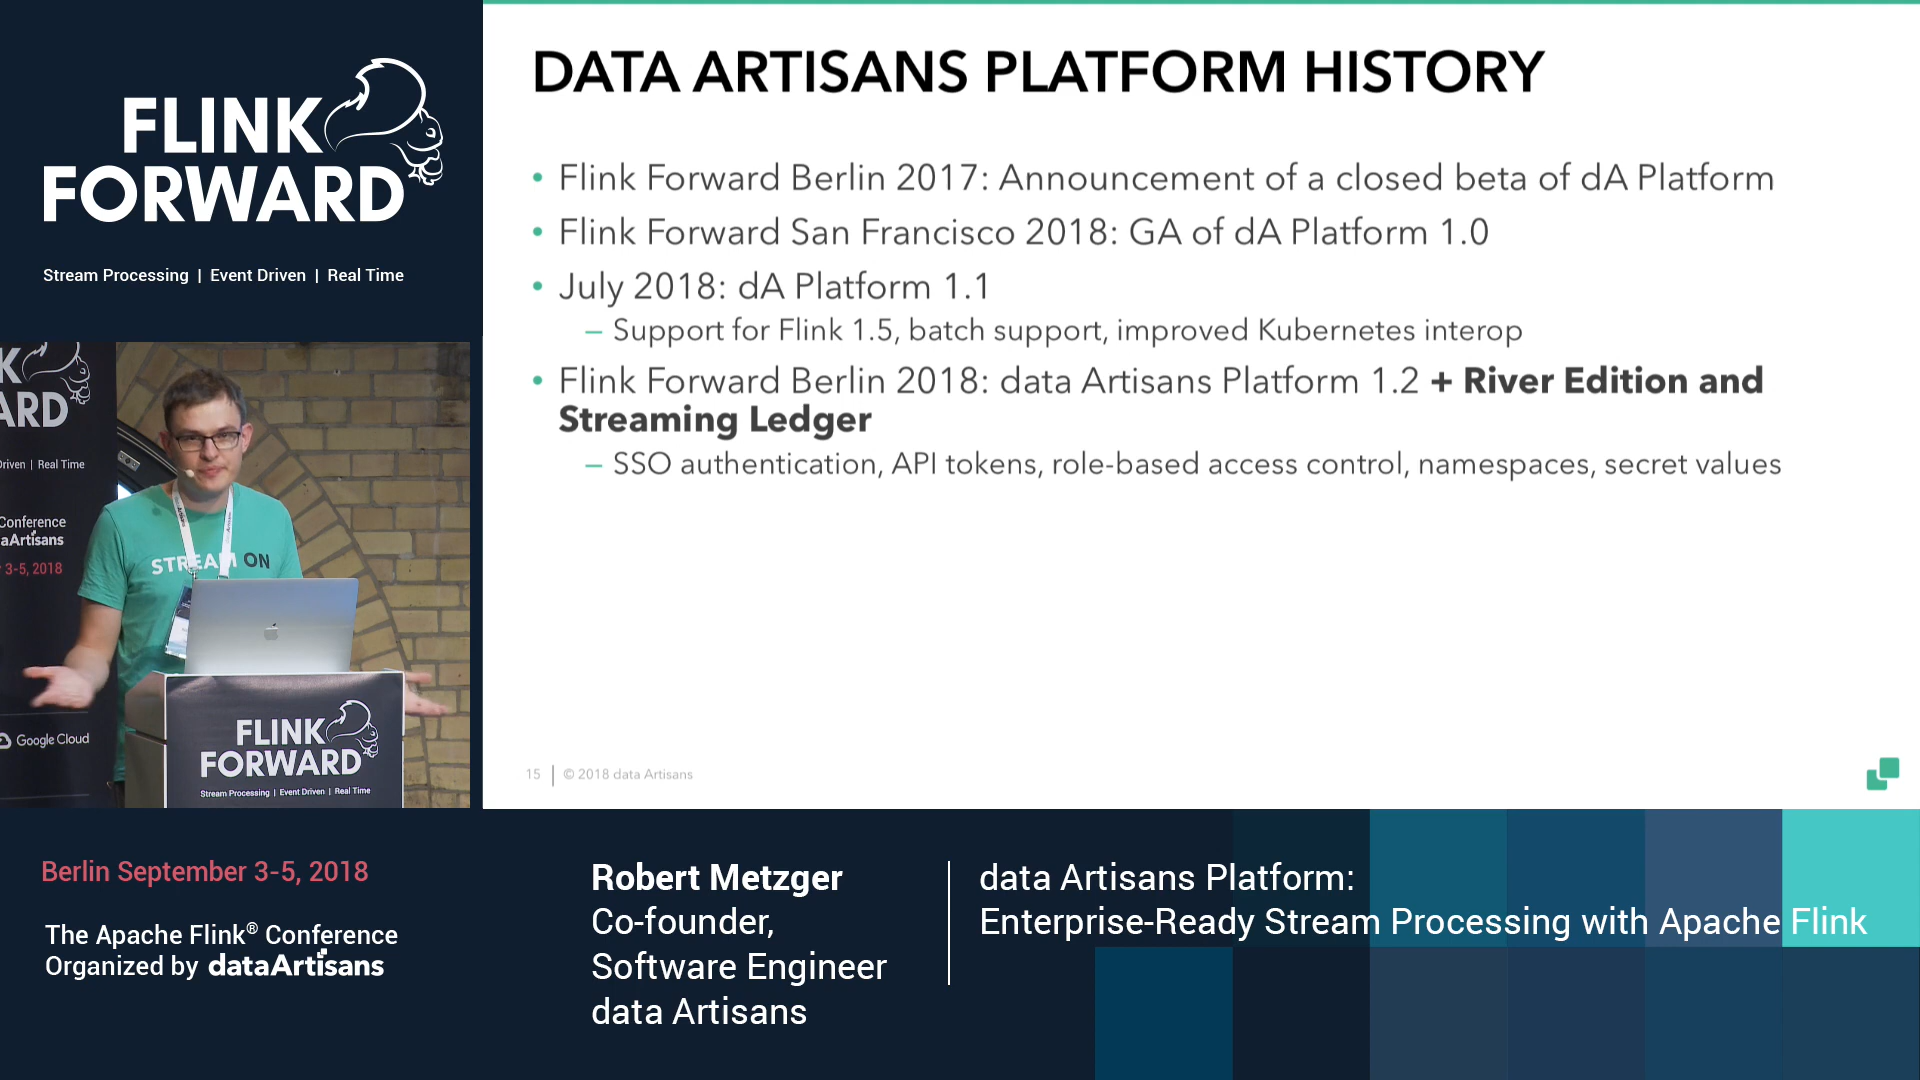 FLINK
FORWARD
Stream Processing | Event Driven | Real Time
DATA ARTISANS PLATFORM HISTORY
• Flink Forward Berlin 2017: Announcement of a closed beta of dA Platform
• Flink Forward San Francisco 2018: GA of dA Platform 1.0
• July 2018: dA Platform 1.1
– Support for Flink 1.5, batch support, improved Kubernetes interop
• Flink Forward Berlin 2018: data Artisans Platform 1.2 + River Edition and
Streaming Ledger
– SSO authentication, API tokens, role-based access control, namespaces, secret values
15 | © 2018 data Artisans
K
ARD
Driven | Real Time
Conference
aArtisans
3-5, 2018
Google Cloud
STREAM ON
FLINK
FORWARD
Stream Processing | Event Driven | Real Time
Berlin September 3-5, 2018
The Apache Flink® Conference
Organized by dataArtisans
Robert Metzger
Co-founder,
Software Engineer
data Artisans
data Artisans Platform:
Enterprise-Ready Stream Processing with Apache Flink